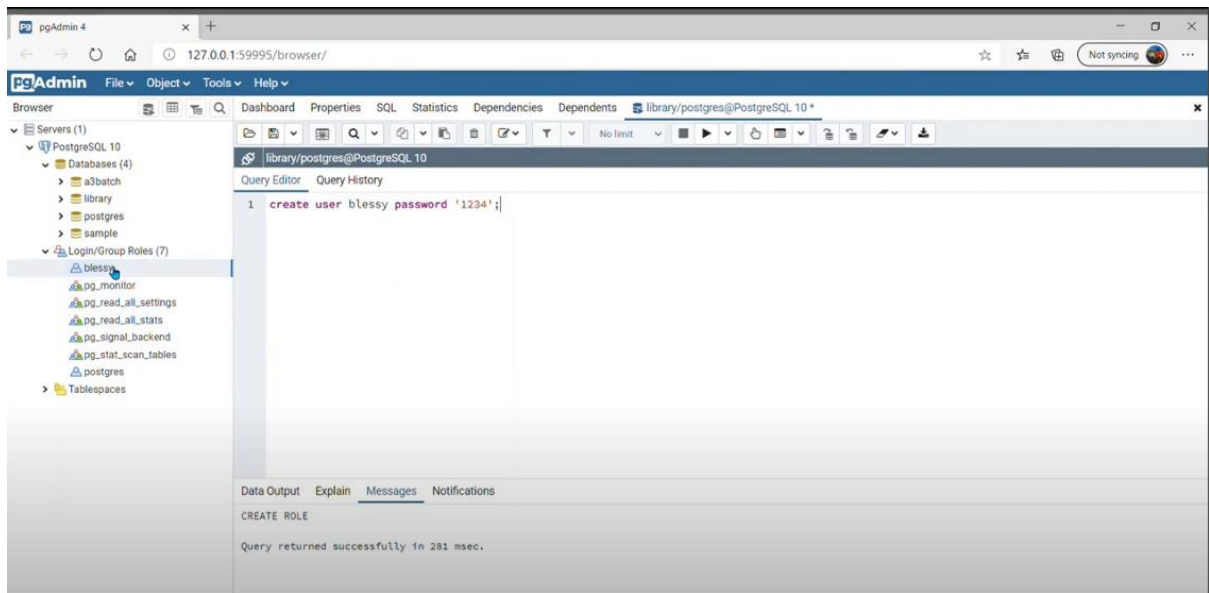 pgAdmin 4
127.0.0.1:59995/browser/
Not syncing
PgAdmin File Object Tools Help
Browser
Dashboard Properties SQL Statistics Dependencies Dependents library/postgres@PostgreSQL 10 *
Servers (1)
PostgreSQL 10
Databases (4)
a3batch
library
postgres
sample
Login/Group Roles (7)
blessy
pg_monitor
pg_read_all_settings
pg_read_all_stats
pg_signal_backend
pg_stat_scan_tables
postgres
Tablespaces
No limit
library/postgres@PostgreSQL 10
Query Editor Query History
1 create user blessy password '1234';
Data Output Explain Messages Notifications
CREATE ROLE
Query returned successfully in 281 msec.